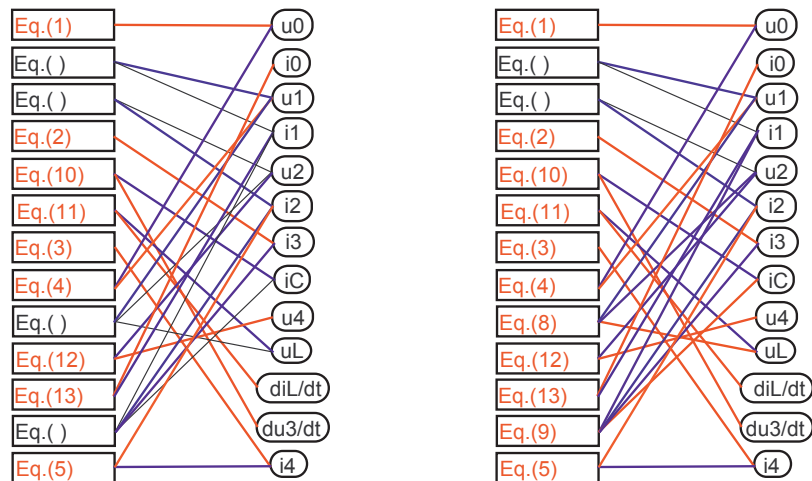 Eq.(1)
Eq.( )
Eq.( )
Eq.(2)
Eq.(10)
Eq.(11)
Eq.(3)
Eq.(4)
Eq.( )
Eq.(12)
Eq.(13)
Eq.( )
Eq.(5)
u0
i0
u1
i1
u2
i2
i3
iC
u4
uL
diL/dt
du3/dt
i4
Eq.(1)
Eq.( )
Eq.( )
Eq.(2)
Eq.(10)
Eq.(11)
Eq.(3)
Eq.(4)
Eq.(8)
Eq.(12)
Eq.(13)
Eq.(9)
Eq.(5)
u0
i0
u1
i1
u2
i2
i3
iC
u4
uL
diL/dt
du3/dt
i4